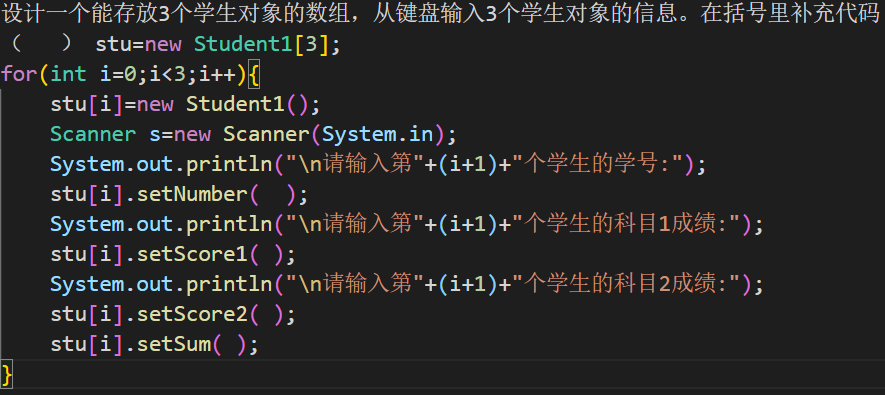 设计一个能存放3个学生对象的数组，从键盘输入3个学生对象的信息。在括号里补充代码
（   ） stu=new Student1[3];
for(int i=0;i<3;i++){
    stu[i]=new Student1();
    Scanner s=new Scanner(System.in);
    System.out.println("\n请输入第"+(i+1)+"个学生的学号:");
    stu[i].setNumber(  );
    System.out.println("\n请输入第"+(i+1)+"个学生的科目1成绩:");
    stu[i].setScore1( );
    System.out.println("\n请输入第"+(i+1)+"个学生的科目2成绩:");
    stu[i].setScore2( );
    stu[i].setSum( );
}